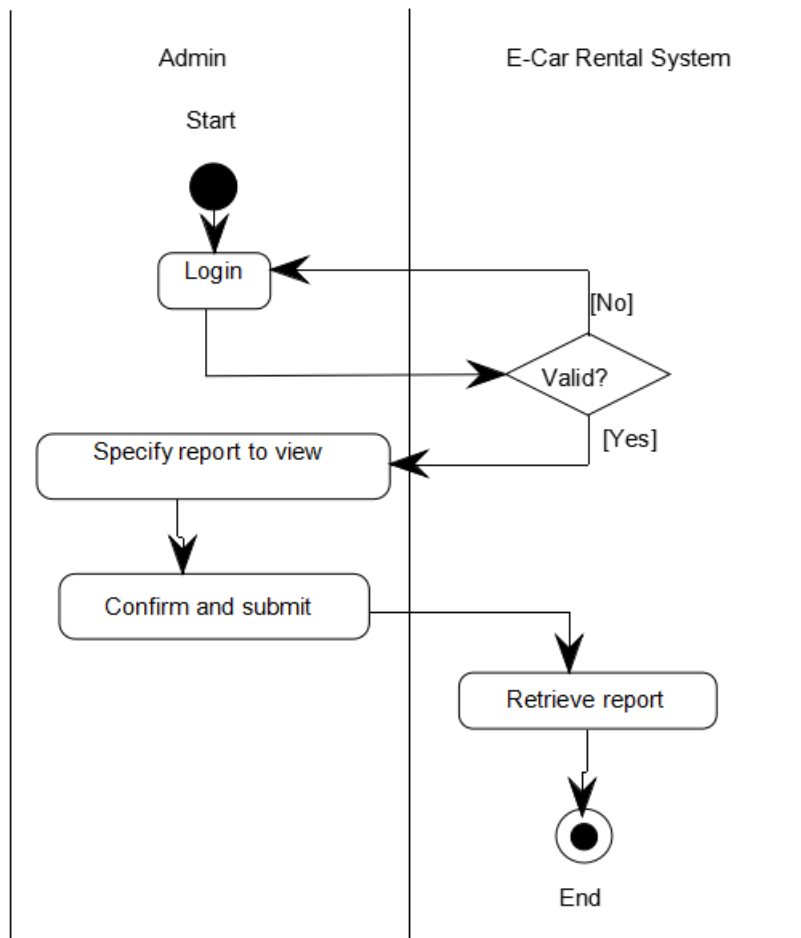 Admin
E-Car Rental System
Start
Login
[No]
Valid?
[Yes]
Specify report to view
Confirm and submit
Retrieve report
End